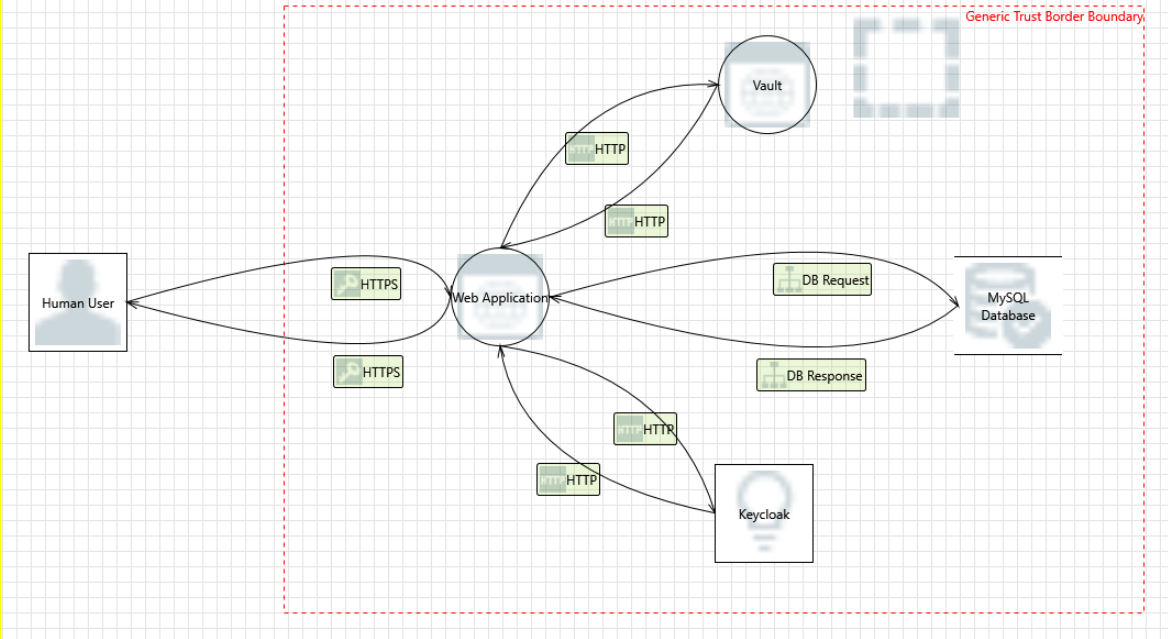 Generic Trust Border Boundary
Vault
HTTP
HTTP
Human User
HTTPS
HTTPS
Web Application
DB Request
DB Response
MySQL
Database
HTTP
HTTP
Keycloak